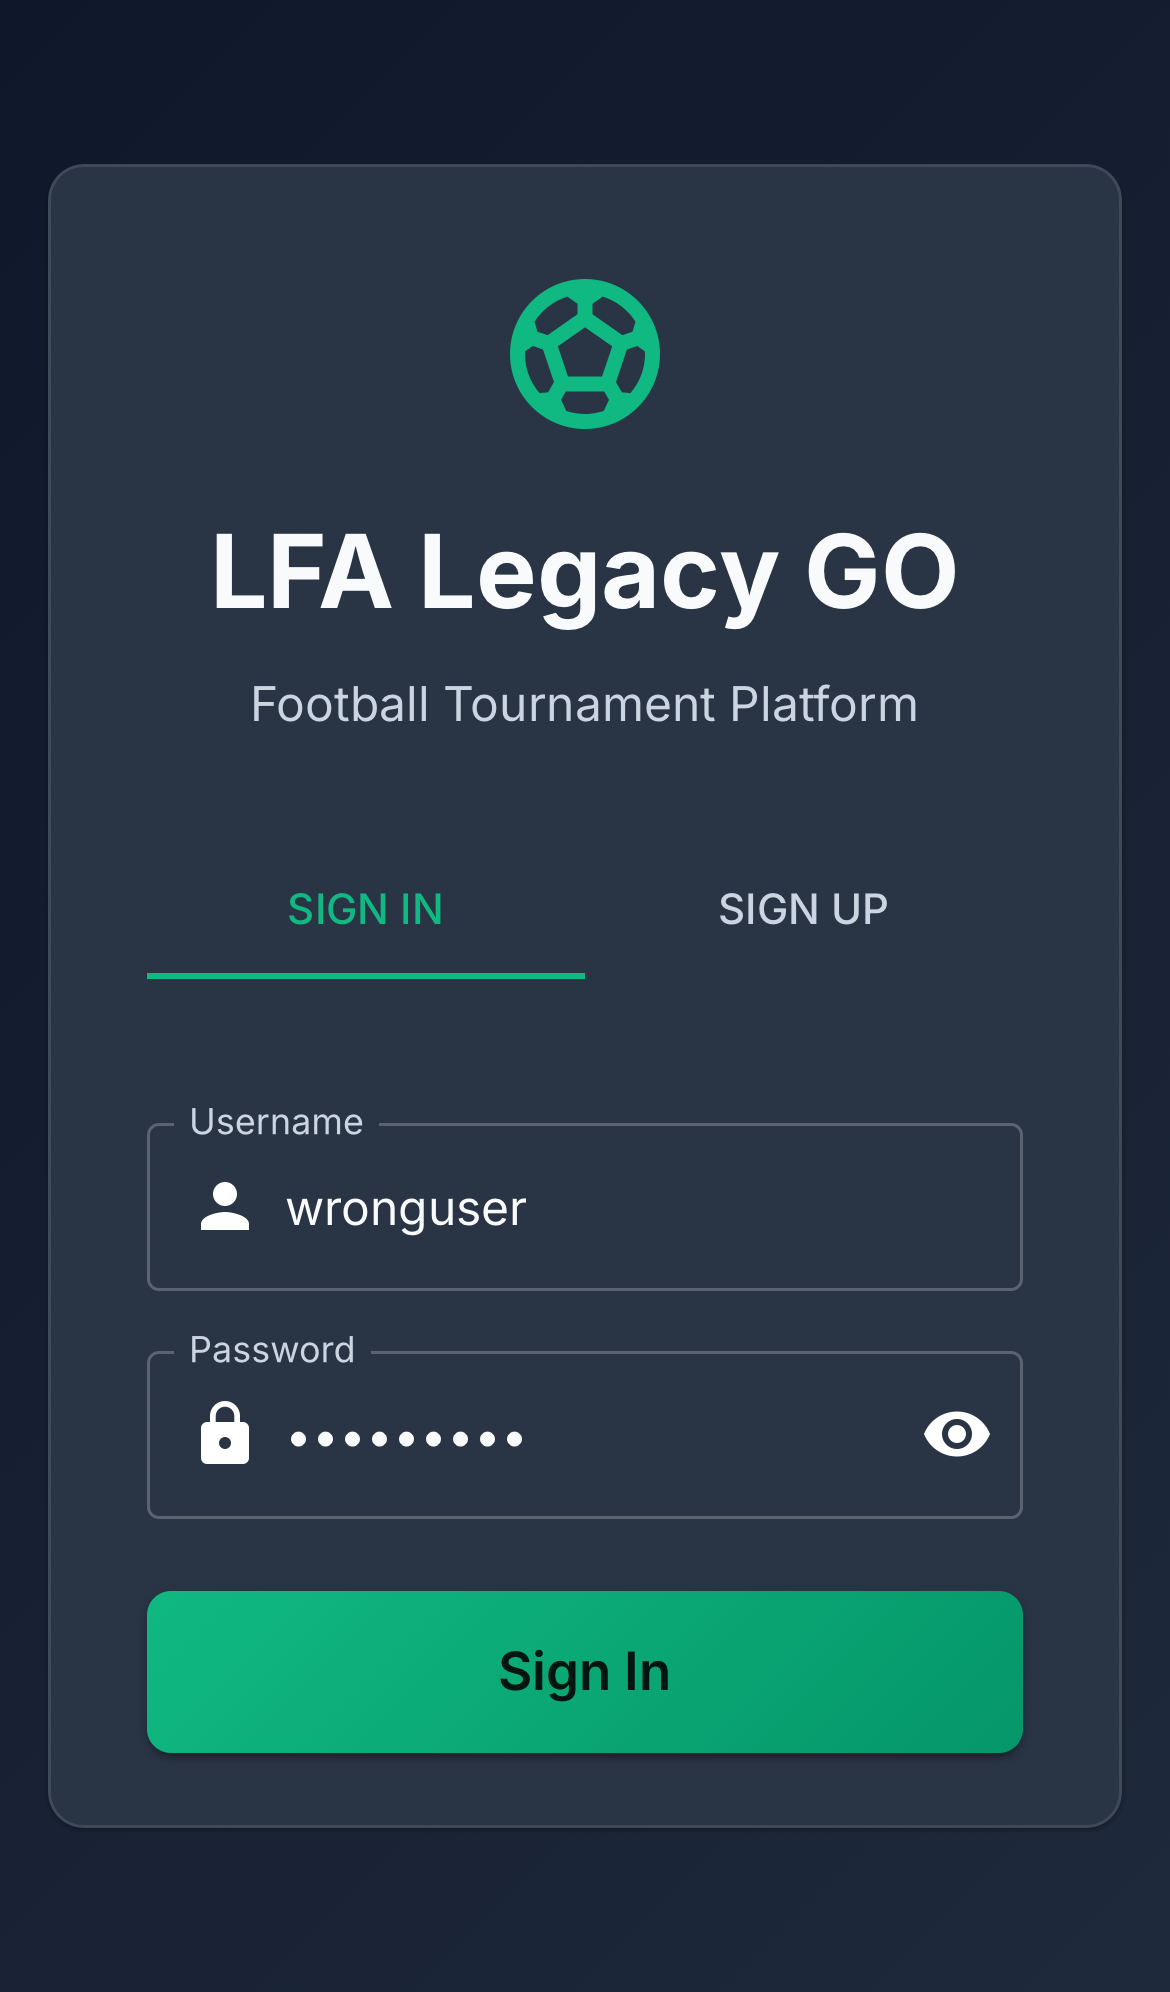 LFA Legacy GO
Football Tournament Platform
SIGN IN
SIGN UP
Username
wronguser
Password
•••••••••
Sign In